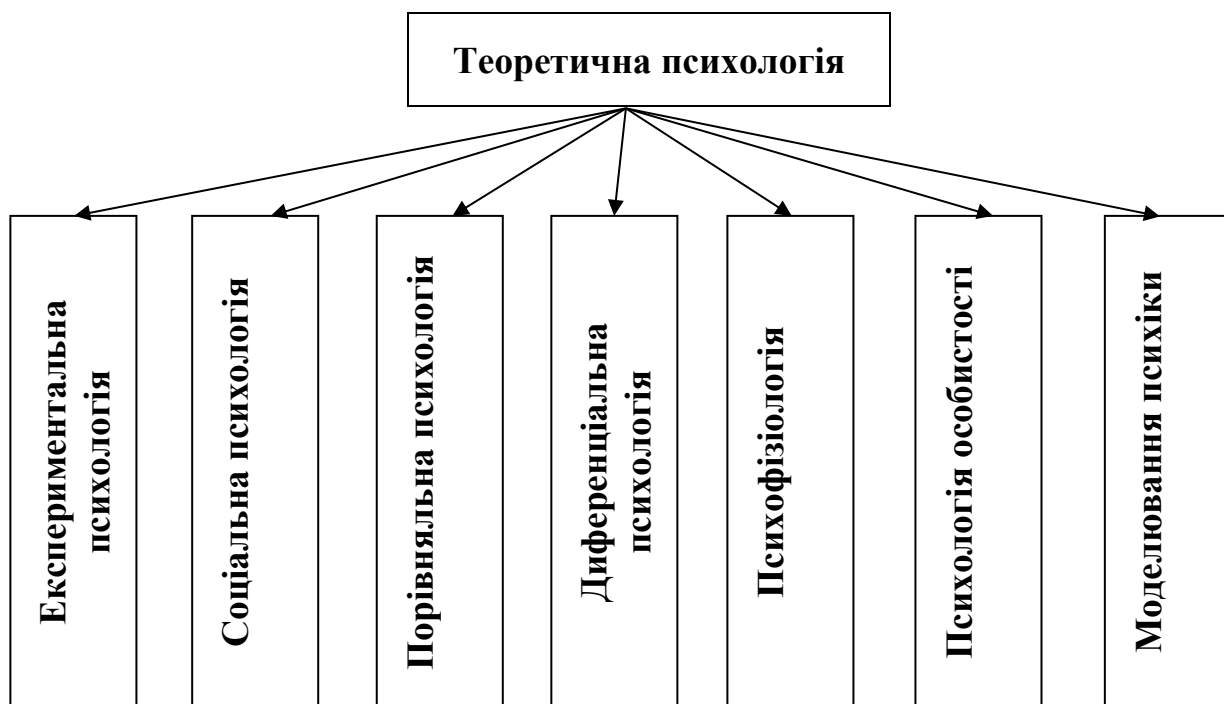 Теоретична психологія
Експериментальна
психологія
Соціальна психологія
Порівняльна психологія
Диференціальна
психологія
Психофізіологія
Психологія особистості
Моделювання психіки